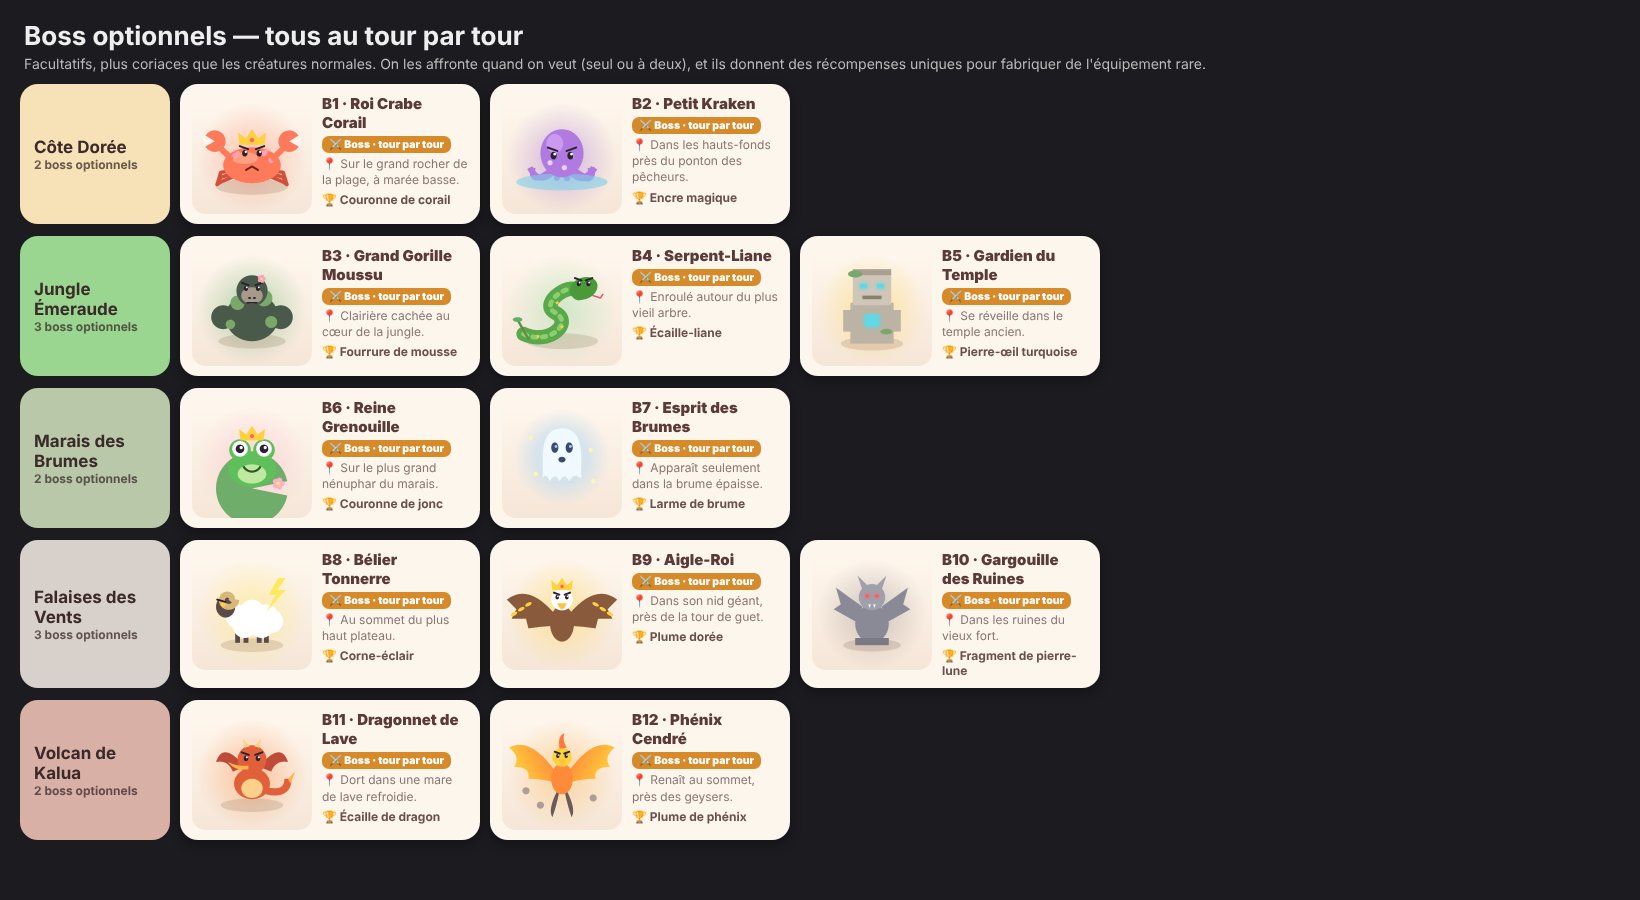 Boss optionnels — tous au tour par tour
Facultatifs, plus coriaces que les créatures normales. On les affronte quand on veut (seul ou à deux), et ils donnent des récompenses uniques pour fabriquer de l'équipement rare.
Côte Dorée
2 boss optionnels
B1 · Roi Crabe
Corail
⚔️ Boss · tour par tour
📍 Sur le grand rocher de
la plage, à marée basse.
🏆 Couronne de corail
B2 · Petit Kraken
⚔️ Boss · tour par tour
📍 Dans les hauts-fonds
près du ponton des
pêcheurs.
🏆 Encre magique
Jungle
Émeraude
3 boss optionnels
B3 · Grand Gorille
Moussu
⚔️ Boss · tour par tour
📍 Clairière cachée au
cœur de la jungle.
🏆 Fourrure de mousse
B4 · Serpent-Liane
⚔️ Boss · tour par tour
📍 Enroulé autour du plus
vieil arbre.
🏆 Écaille-liane
B5 · Gardien du
Temple
⚔️ Boss · tour par tour
📍 Se réveille dans le
temple ancien.
🏆 Pierre-œil turquoise
Marais des
Brumes
2 boss optionnels
B6 · Reine
Grenouille
⚔️ Boss · tour par tour
📍 Sur le plus grand
nénuphar du marais.
🏆 Couronne de jonc
B7 · Esprit des
Brumes
⚔️ Boss · tour par tour
📍 Apparaît seulement
dans la brume épaisse.
🏆 Larme de brume
Falaises des
Vents
3 boss optionnels
B8 · Bélier
Tonnerre
⚔️ Boss · tour par tour
📍 Au sommet du plus
haut plateau.
🏆 Corne-éclair
B9 · Aigle-Roi
⚔️ Boss · tour par tour
📍 Dans son nid géant,
près de la tour de guet.
🏆 Plume dorée
B10 · Gargouille
des Ruines
⚔️ Boss · tour par tour
📍 Dans les ruines du
vieux fort.
🏆 Fragment de pierre-
lune
Volcan de
Kalua
2 boss optionnels
B11 · Dragonnet de
Lave
⚔️ Boss · tour par tour
📍 Dort dans une mare
de lave refroidie.
🏆 Écaille de dragon
B12 · Phénix
Cendré
⚔️ Boss · tour par tour
📍 Renaît au sommet,
près des geysers.
🏆 Plume de phénix